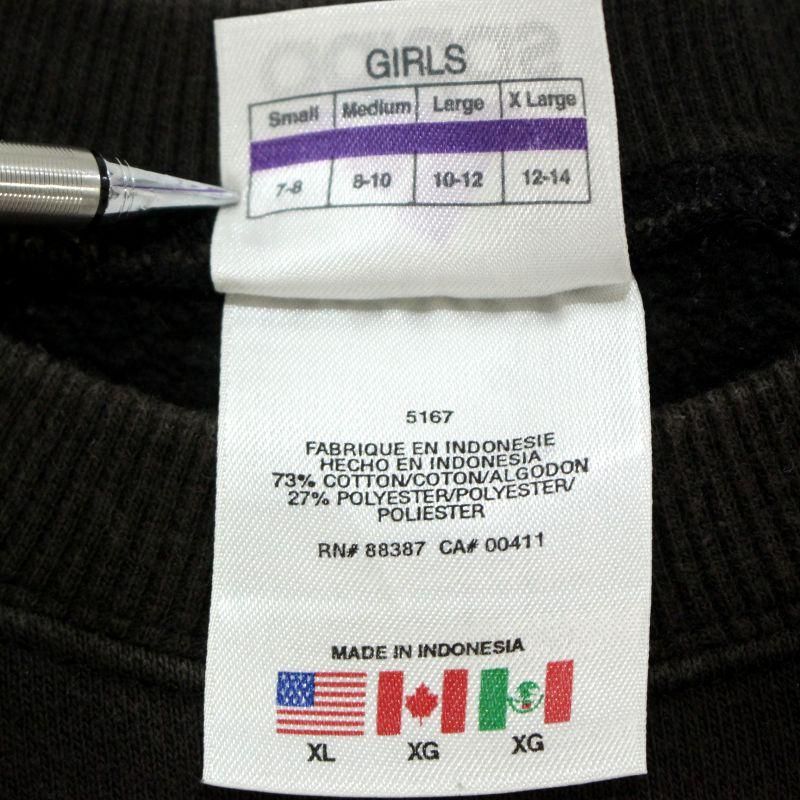 GIRLS
Small Medium Large X Large
7-8 8-10 10-12 12-14
5167
FABRIQUE EN INDONESIE
HECHO EN INDONESIA
73% COTTON/COTON/ALGODON
27% POLYESTER/POLYESTER/
POLIESTER
RN# 88387 CA# 00411
MADE IN INDONESIA
XL XG XG